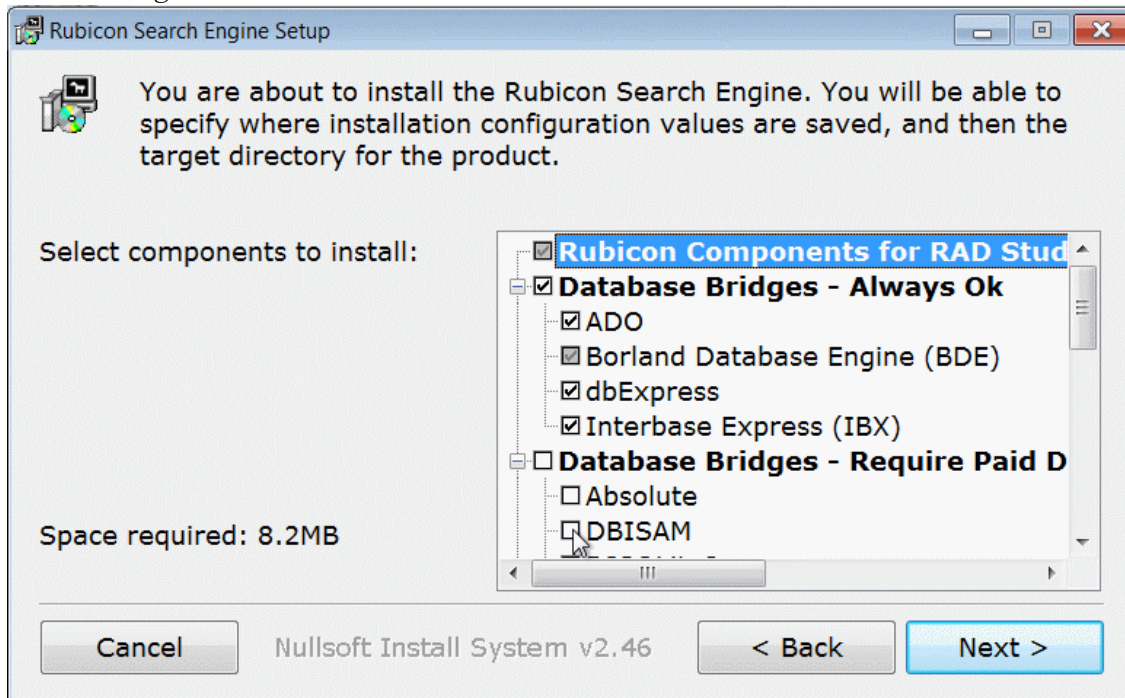 Rubicon Search Engine Setup
You are about to install the Rubicon Search Engine. You will be able to
specify where installation configuration values are saved, and then the
target directory for the product.
Select components to install:
Rubicon Components for RAD Stud
Database Bridges - Always Ok
ADO
Borland Database Engine (BDE)
dbExpress
Interbase Express (IBX)
Database Bridges - Require Paid D
Absolute
DBISAM
Space required: 8.2MB
Cancel
Nullsoft Install System v2.46
< Back
Next >